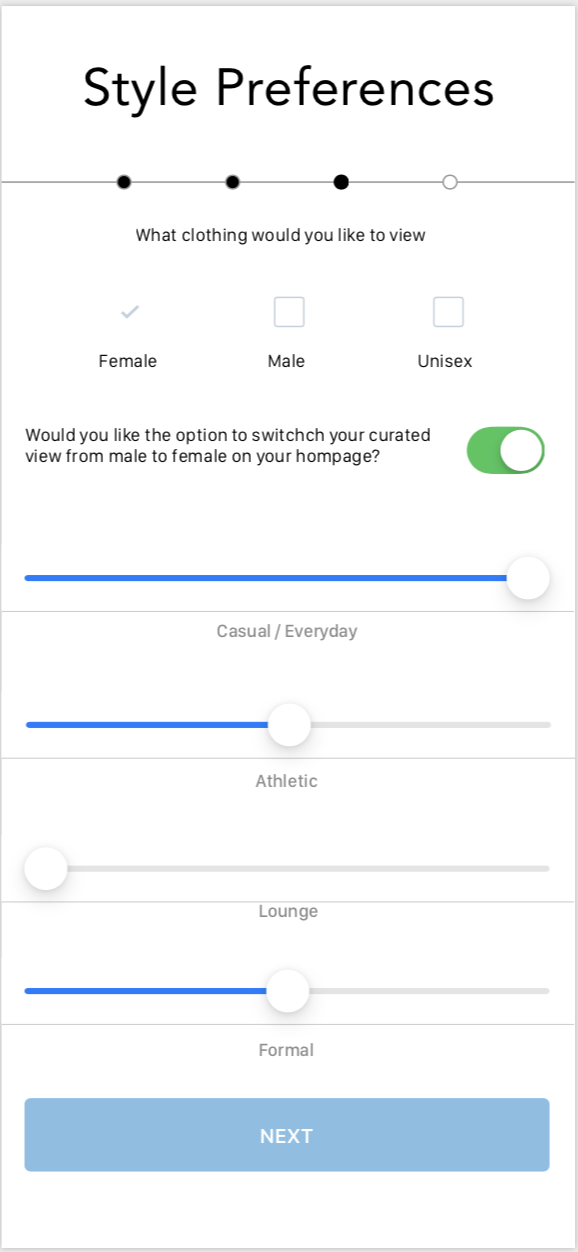 Style Preferences
What clothing would you like to view
Female Male Unisex
Would you like the option to switchch your curated
view from male to female on your hompage?
Casual / Everyday
Athletic
Lounge
Formal
NEXT